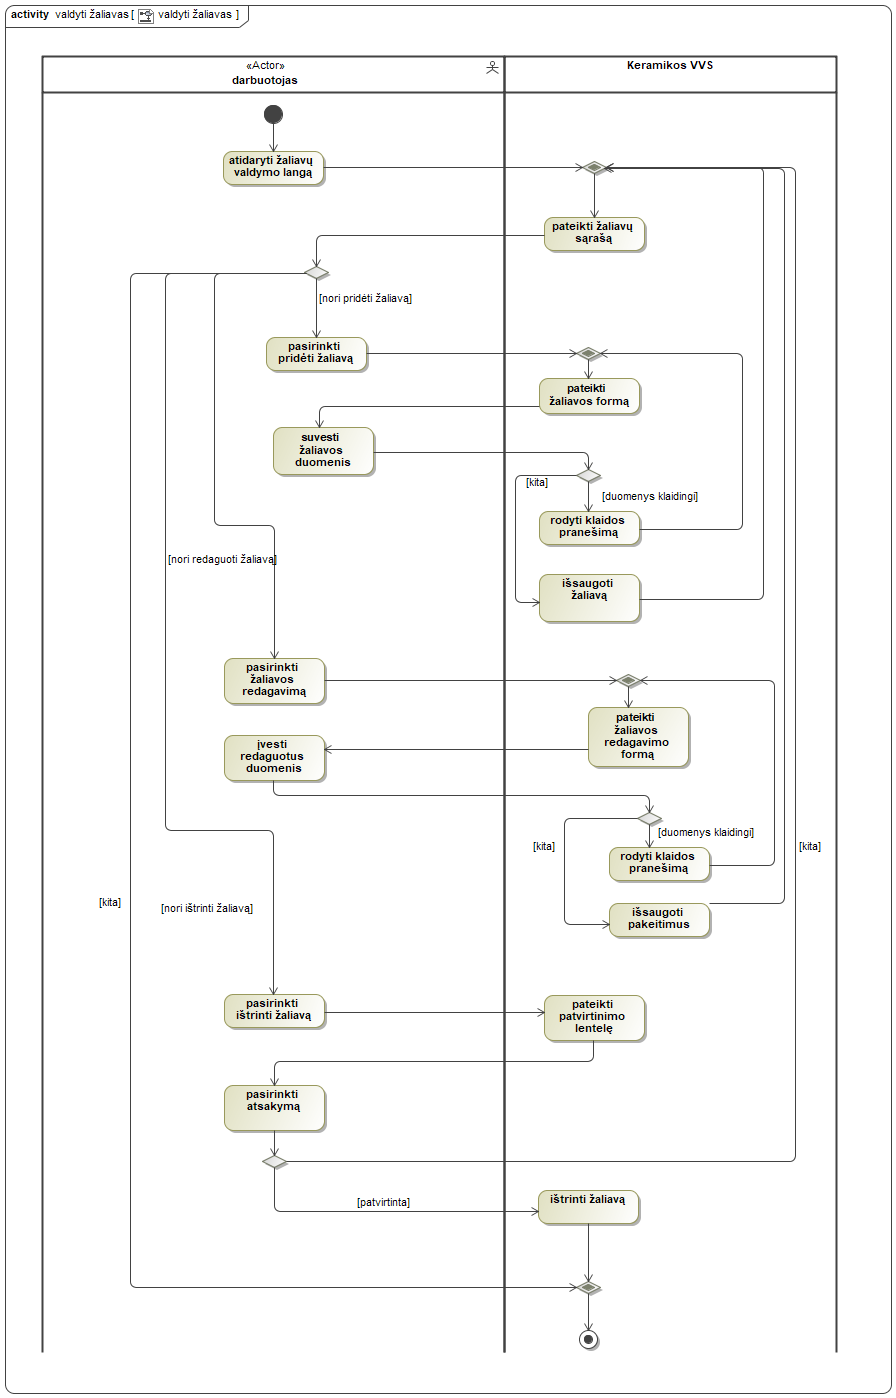 activity valdyti žaliavas [ valdyti žaliavas ]
«Actor»
darbuotojas
Keramikos VVS
atidaryti žaliavų
valdymo langą
pateikti žaliavų
sąrašą
[nori pridėti žaliavą]
pasirinkti
pridėti žaliavą
pateikti
žaliavos formą
suvesti
žaliavos
duomenis
[kita]
[duomenys klaidingi]
rodyti klaidos
pranešimą
[nori redaguoti žaliavą]
išsaugoti
žaliavą
pasirinkti
žaliavos
redagavimą
pateikti
žaliavos
redagavimo
formą
įvesti
redaguotus
duomenis
[duomenys klaidingi]
[kita]
[kita]
rodyti klaidos
pranešimą
[kita]
[nori ištrinti žaliavą]
išsaugoti
pakeitimus
pasirinkti
ištrinti žaliavą
pateikti
patvirtinimo
lentelę
pasirinkti
atsakymą
[patvirtinta]
ištrinti žaliavą